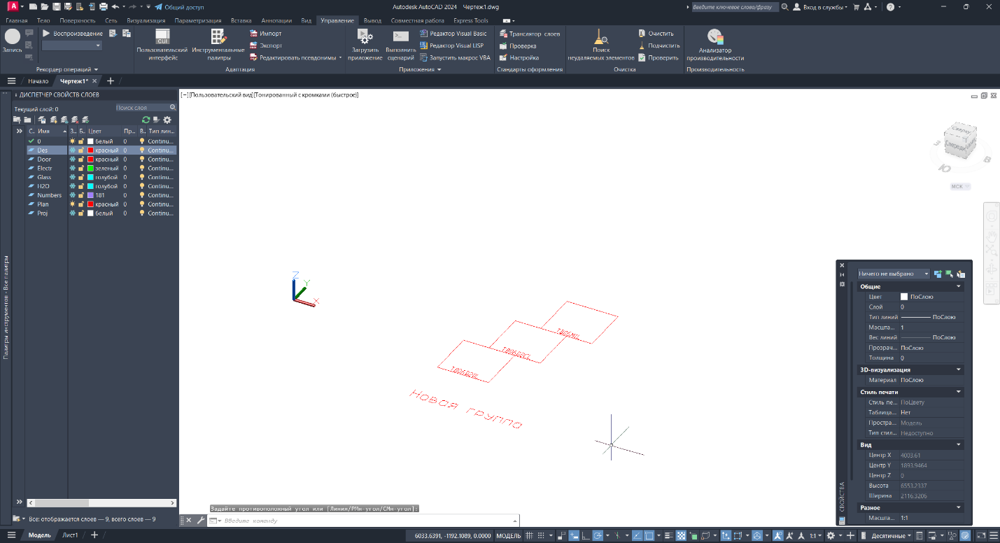 Общий доступ
Autodesk AutoCAD 2024 Чертеж1.dwg
Введите ключевое слово/фразу
Вход в службы
Главная Тело Поверхность Сеть Визуализация Параметризация Вставка Аннотации Вид Управление Вывод Совместная работа Express Tools
Воспроизведение
Запись
Рекордер операций
Пользовательский
интерфейс
Инструментальные
палитры
Импорт
Экспорт
Редактировать псевдонимы
Адаптация
Загрузить
приложение
Выполнить
сценарий
Редактор Visual Basic
Редактор Visual LISP
Запустить макрос VBA
Приложения
Транслятор слоев
Проверка
Настройка
Стандарты оформления
Поиск
неудаляемых элементов
Очистить
Подчистить
Проверить
Очистка
Анализатор
производительности
Производительность
Начало Чертеж1*
ДИСПЕТЧЕР СВОЙСТВ СЛОЕВ
Текущий слой: 0
Поиск слоя
С. Имя З... Б.. Цвет Пр... В.. Тип лин...
0 белый 0 Continu...
Des красный 0 Continu...
Door красный 0 Continu...
Electr зеленый 0 Continu...
Glass голубой 0 Continu...
H2O голубой 0 Continu...
Numbers 181 0 Continu...
Plan красный 0 Continu...
Proj белый 0 Continu...
Все: отображается слоев — 9, всего слоев — 9
Палитры инструментов - Все палитры
[−][Пользовательский вид][Тонированный с кромками (быстрое)]
Сверху
Спереди
З
Ю
В
МСК
Z
Y
X
Новая группа
Задайте противоположный угол или [Линия/РМн-угол/СМн-угол]:
Введите команду
Ничего не выбрано
Общие
Цвет ПоСлою
Слой 0
Тип линий ПоСлою
Масшта... 1
Вес линий ПоСлою
Прозрач... ПоСлою
Толщина 0
3D-визуализация
Материал ПоСлою
Стиль печати
Стиль пе... ПоЦвету
Таблица... Нет
Простра... Модель
Тип стил... Недоступно
Вид
Центр X 4003.61
Центр Y 1893.9464
Центр Z 0
Высота 6553.2337
Ширина 2116.3206
Разное
Масшта... 1:1
СВОЙСТВА
Модель Лист1
6033.6391, -1192.1089, 0.0000 МОДЕЛЬ
1:1
Десятичные